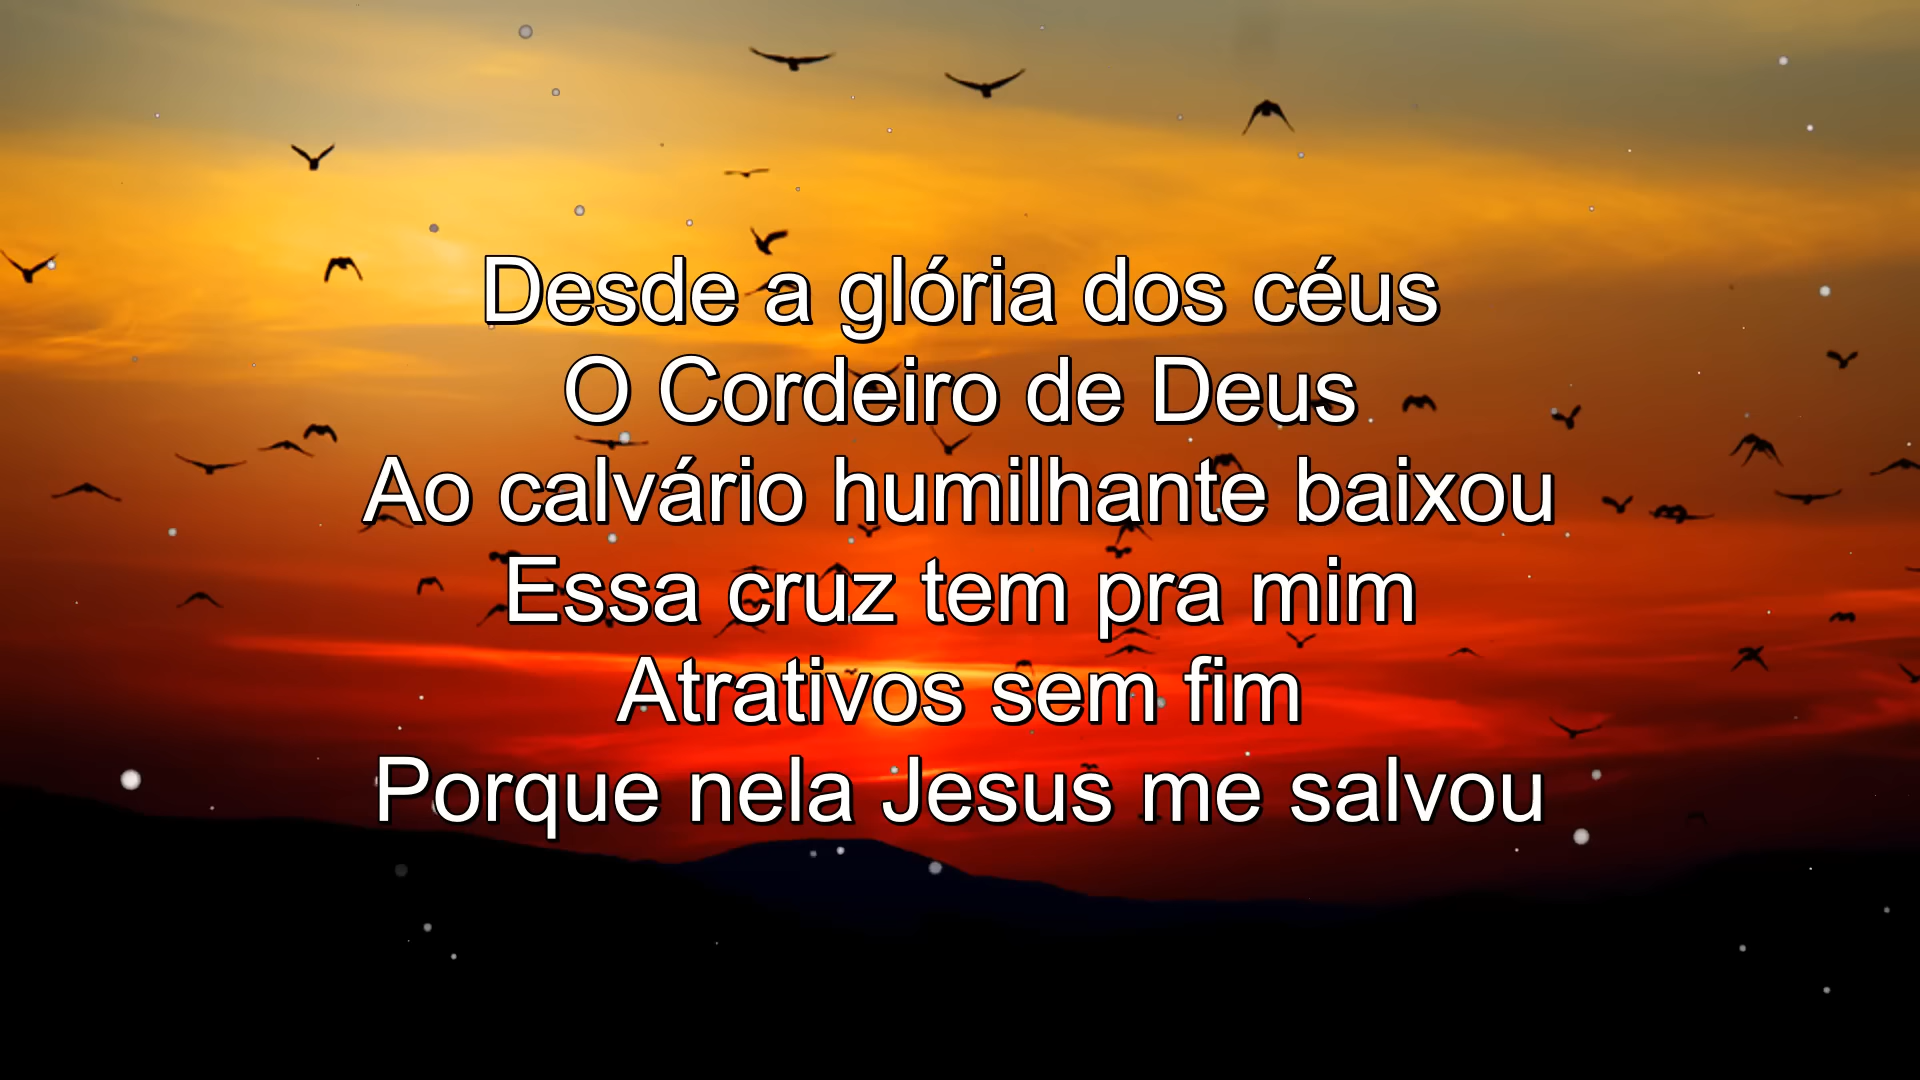 Desde a glória dos céus
O Cordeiro de Deus
Ao calvário humilhante baixou
Essa cruz tem pra mim
Atrativos sem fim
Porque nela Jesus me salvou